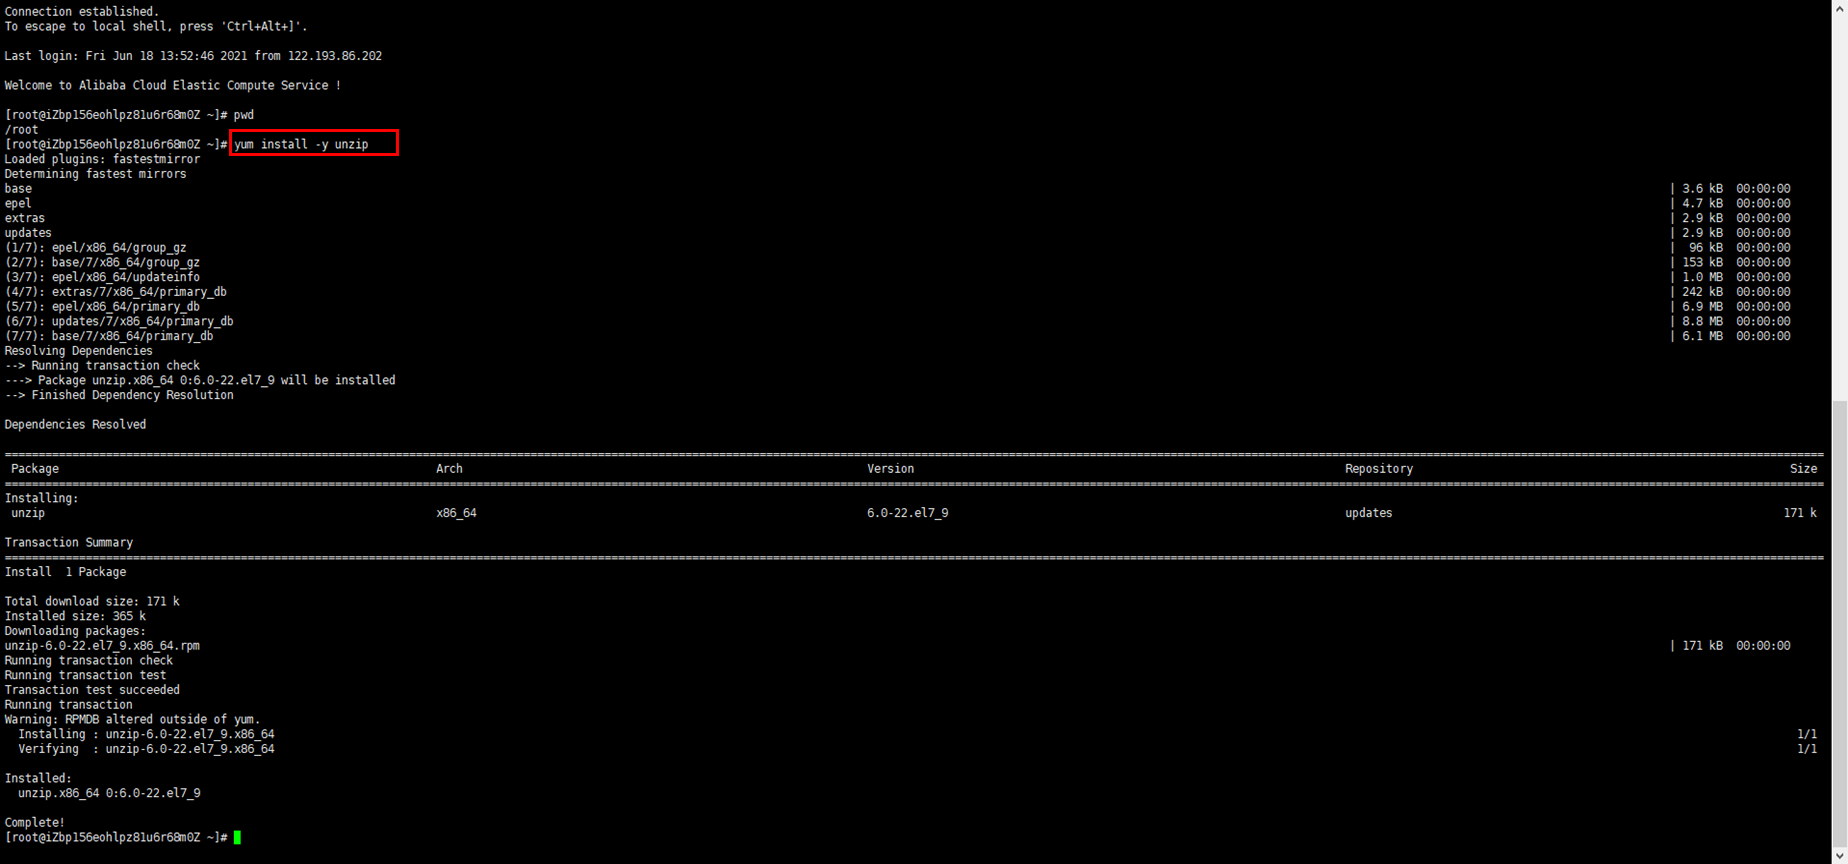 Connection established.
To escape to local shell, press 'Ctrl+Alt+]'.
Last login: Fri Jun 18 13:52:46 2021 from 122.193.86.202
Welcome to Alibaba Cloud Elastic Compute Service !
[root@iZbp156eohlpz81u6r68m0Z ~]# pwd
/root
[root@iZbp156eohlpz81u6r68m0Z ~]# yum install -y unzip
Loaded plugins: fastestmirror
Determining fastest mirrors
base | 3.6 kB 00:00:00
epel | 4.7 kB 00:00:00
extras | 2.9 kB 00:00:00
updates | 2.9 kB 00:00:00
(1/7): epel/x86_64/group_gz | 96 kB 00:00:00
(2/7): base/7/x86_64/group_gz | 153 kB 00:00:00
(3/7): epel/x86_64/updateinfo | 1.0 MB 00:00:00
(4/7): extras/7/x86_64/primary_db | 242 kB 00:00:00
(5/7): epel/x86_64/primary_db | 6.9 MB 00:00:00
(6/7): updates/7/x86_64/primary_db | 8.8 MB 00:00:00
(7/7): base/7/x86_64/primary_db | 6.1 MB 00:00:00
Resolving Dependencies
--> Running transaction check
---> Package unzip.x86_64 0:6.0-22.el7_9 will be installed
--> Finished Dependency Resolution
Dependencies Resolved
Package Arch Version Repository Size
Installing:
unzip x86_64 6.0-22.el7_9 updates 171 k
Transaction Summary
Install 1 Package
Total download size: 171 k
Installed size: 365 k
Downloading packages:
unzip-6.0-22.el7_9.x86_64.rpm | 171 kB 00:00:00
Running transaction check
Running transaction test
Transaction test succeeded
Running transaction
Warning: RPMDB altered outside of yum.
Installing : unzip-6.0-22.el7_9.x86_64 1/1
Verifying : unzip-6.0-22.el7_9.x86_64 1/1
Installed:
unzip.x86_64 0:6.0-22.el7_9
Complete!
[root@iZbp156eohlpz81u6r68m0Z ~]#